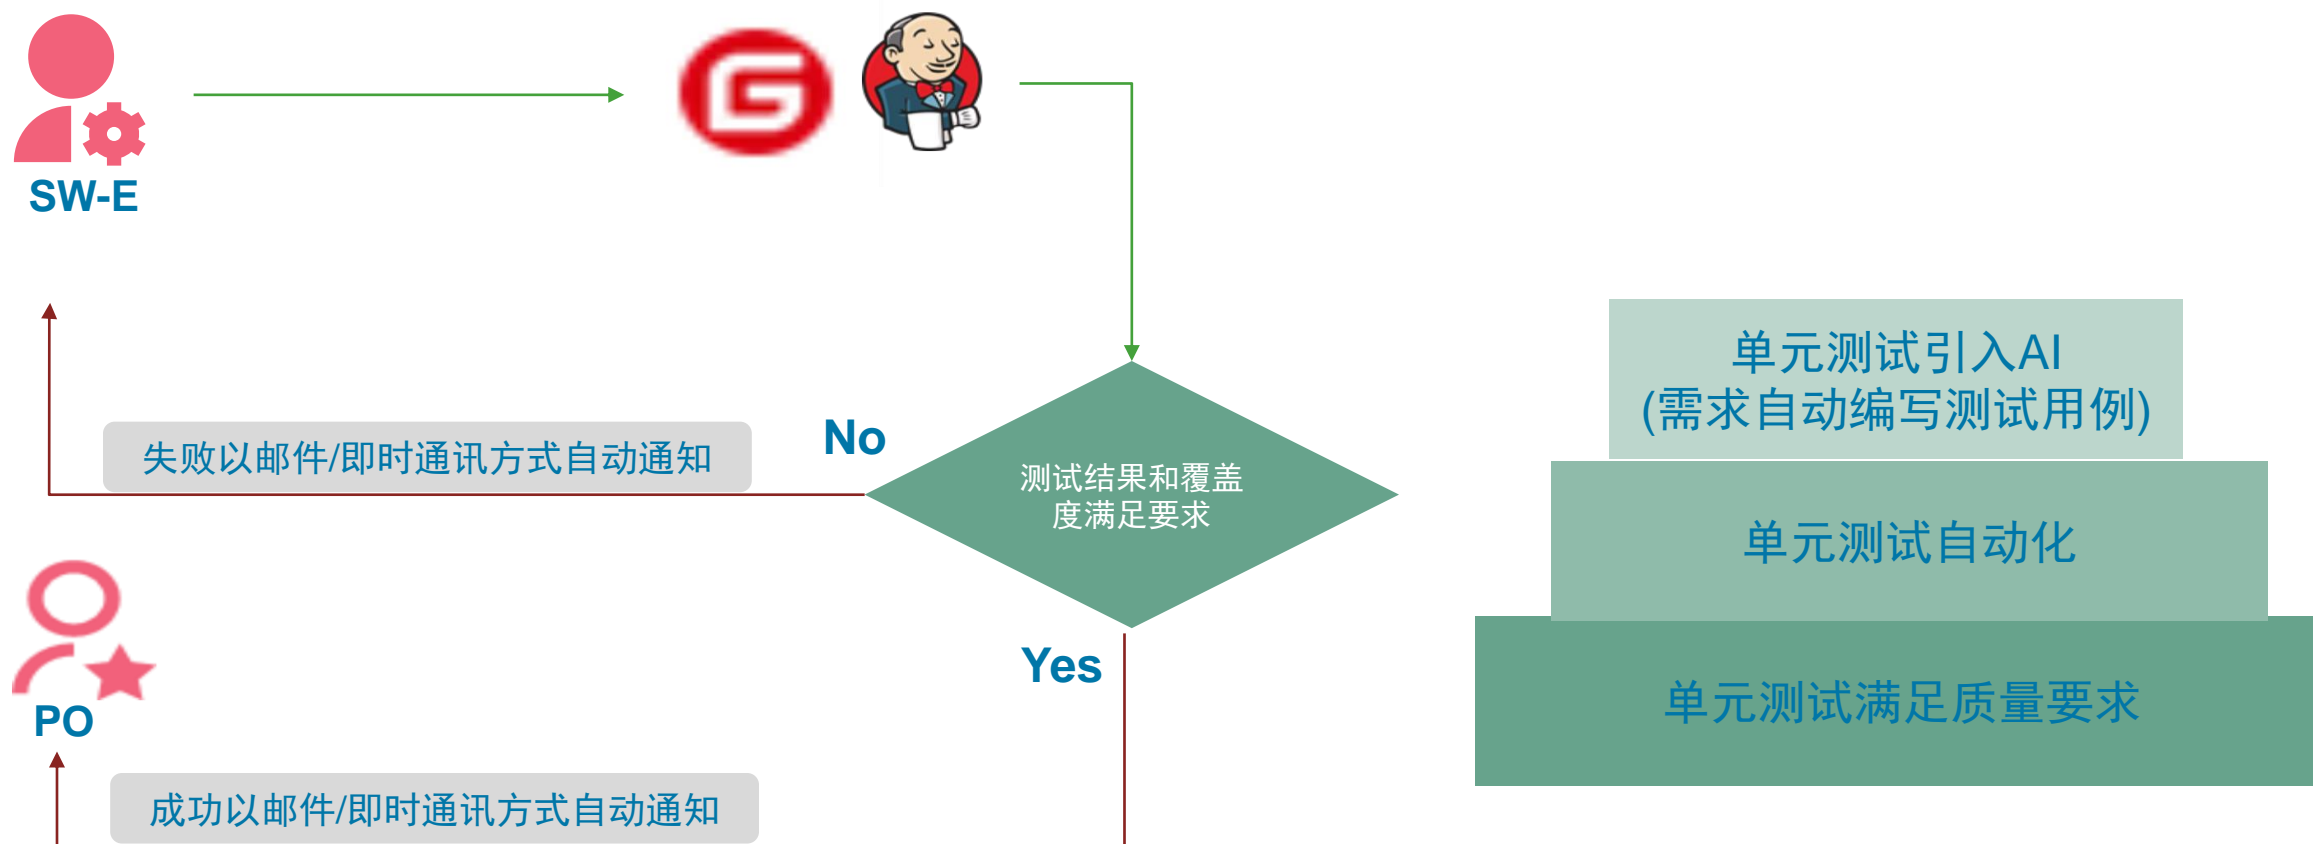 SW-E
No
失败以邮件/即时通讯方式自动通知
测试结果和覆盖
度满足要求
Yes
PO
成功以邮件/即时通讯方式自动通知
单元测试引入AI
(需求自动编写测试用例)
单元测试自动化
单元测试满足质量要求